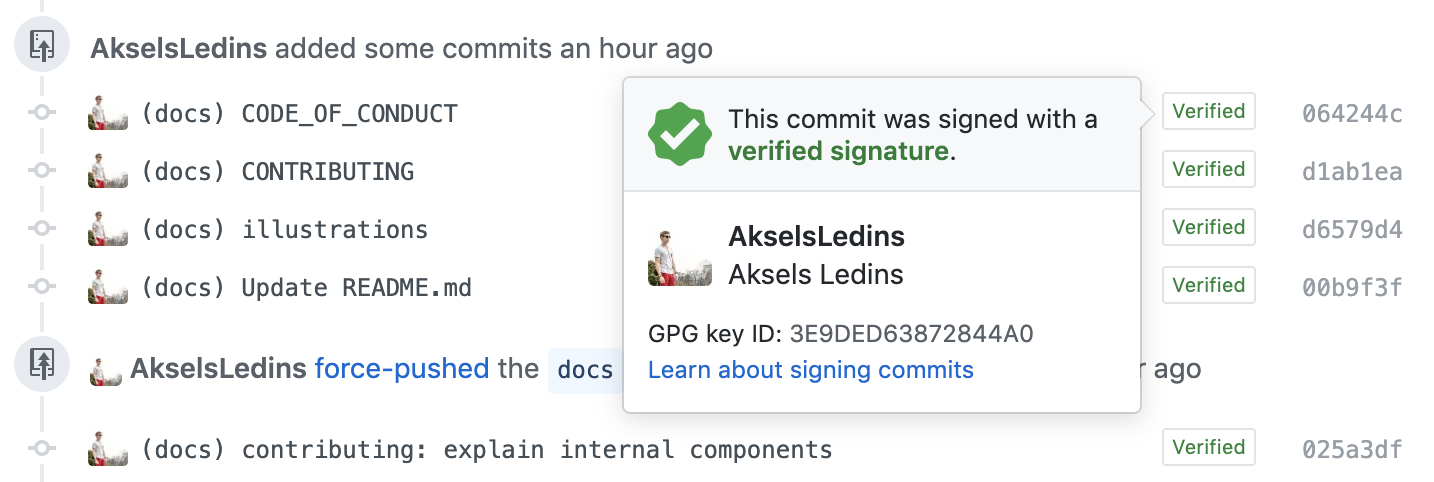 AkselsLedins added some commits an hour ago
(docs) CODE_OF_CONDUCT Verified 064244c
This commit was signed with a
verified signature.
(docs) CONTRIBUTING Verified d1ab1ea
(docs) illustrations Verified d6579d4
AkselsLedins
Aksels Ledins
(docs) Update README.md Verified 00b9f3f
GPG key ID: 3E9DED63872844A0
Learn about signing commits
AkselsLedins force-pushed the docs ago
(docs) contributing: explain internal components Verified 025a3df